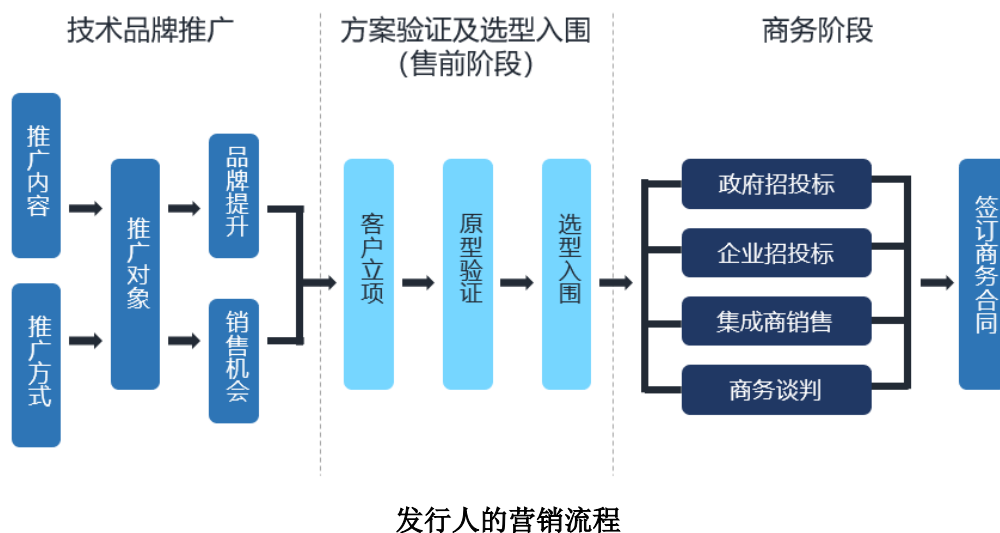 技术品牌推广
方案验证及选型入围
（售前阶段）
商务阶段
推广内容
推广方式
推广对象
品牌提升
销售机会
客户立项
原型验证
选型入围
政府招投标
企业招投标
集成商销售
商务谈判
签订商务合同
发行人的营销流程